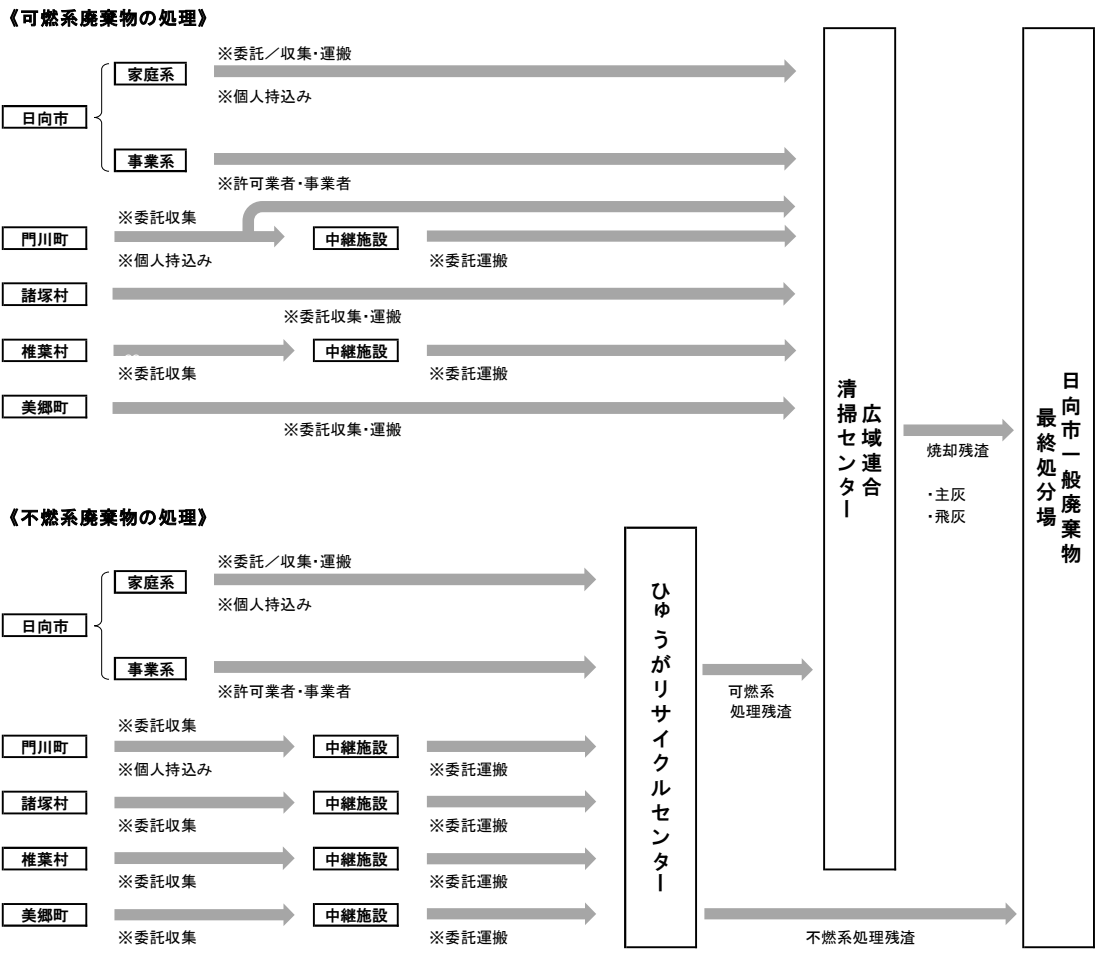 《可燃系廃棄物の処理》
※委託／収集・運搬
家庭系
※個人持込み
日向市
事業系
※許可業者・事業者
※委託収集
門川町
中継施設
※個人持込み
※委託運搬
諸塚村
※委託収集・運搬
椎葉村
中継施設
※委託収集
※委託運搬
美郷町
※委託収集・運搬
広域連合
清掃センター
焼却残渣
・主灰
・飛灰
日向市一般廃棄物
最終処分場
《不燃系廃棄物の処理》
※委託／収集・運搬
家庭系
※個人持込み
日向市
事業系
※許可業者・事業者
※委託収集
門川町
中継施設
※個人持込み
※委託運搬
諸塚村
中継施設
※委託収集
※委託運搬
椎葉村
中継施設
※委託収集
※委託運搬
美郷町
中継施設
※委託収集
※委託運搬
ひゅうがリサイクルセンター
可燃系
処理残渣
不燃系処理残渣